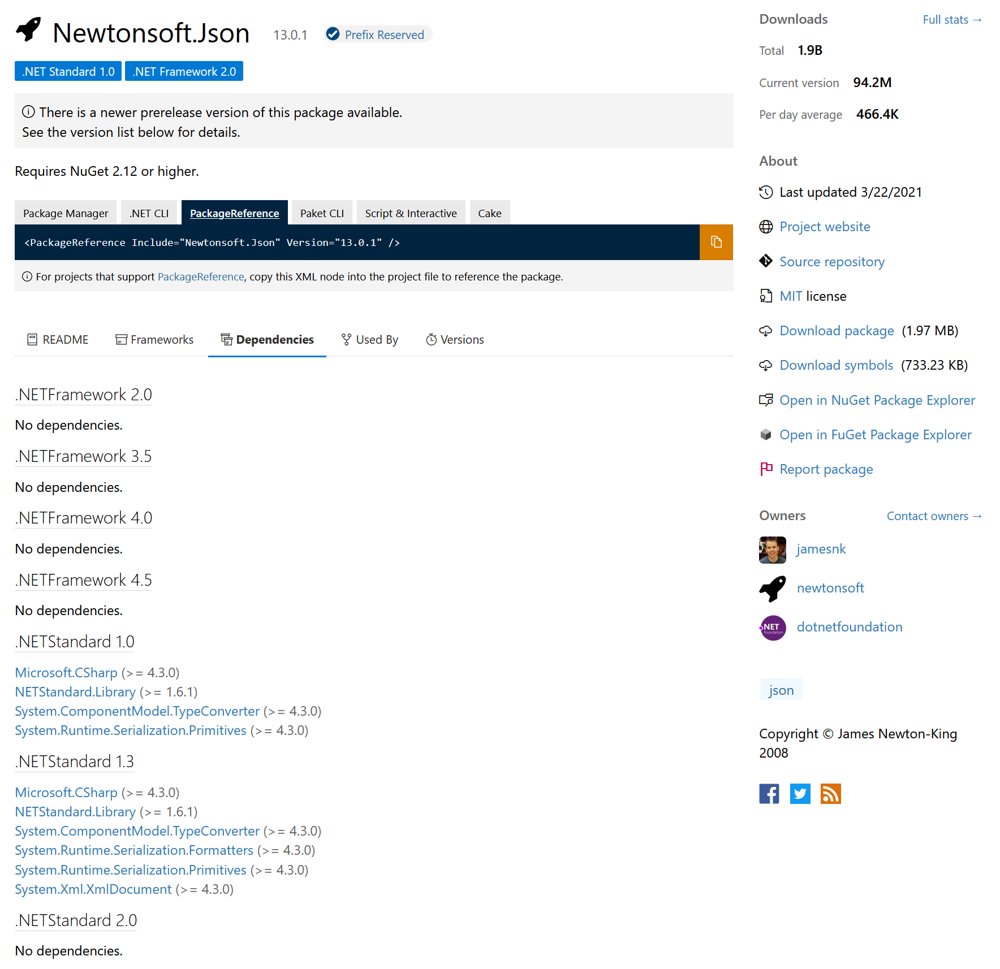 Newtonsoft.Json 13.0.1 Prefix Reserved
.NET Standard 1.0 .NET Framework 2.0
There is a newer prerelease version of this package available.
See the version list below for details.
Requires NuGet 2.12 or higher.
Package Manager .NET CLI PackageReference Paket CLI Script & Interactive Cake
<PackageReference Include="Newtonsoft.Json" Version="13.0.1" />
For projects that support PackageReference, copy this XML node into the project file to reference the package.
README Frameworks Dependencies Used By Versions
.NETFramework 2.0
No dependencies.
.NETFramework 3.5
No dependencies.
.NETFramework 4.0
No dependencies.
.NETFramework 4.5
No dependencies.
.NETStandard 1.0
Microsoft.CSharp (>= 4.3.0)
NETStandard.Library (>= 1.6.1)
System.ComponentModel.TypeConverter (>= 4.3.0)
System.Runtime.Serialization.Primitives (>= 4.3.0)
.NETStandard 1.3
Microsoft.CSharp (>= 4.3.0)
NETStandard.Library (>= 1.6.1)
System.ComponentModel.TypeConverter (>= 4.3.0)
System.Runtime.Serialization.Formatters (>= 4.3.0)
System.Runtime.Serialization.Primitives (>= 4.3.0)
System.Xml.XmlDocument (>= 4.3.0)
.NETStandard 2.0
No dependencies.
Downloads Full stats →
Total 1.9B
Current version 94.2M
Per day average 466.4K
About
Last updated 3/22/2021
Project website
Source repository
MIT license
Download package (1.97 MB)
Download symbols (733.23 KB)
Open in NuGet Package Explorer
Open in FuGet Package Explorer
Report package
Owners Contact owners →
jamesnk
newtonsoft
.NET
foundation
dotnetfoundation
json
Copyright © James Newton-King
2008